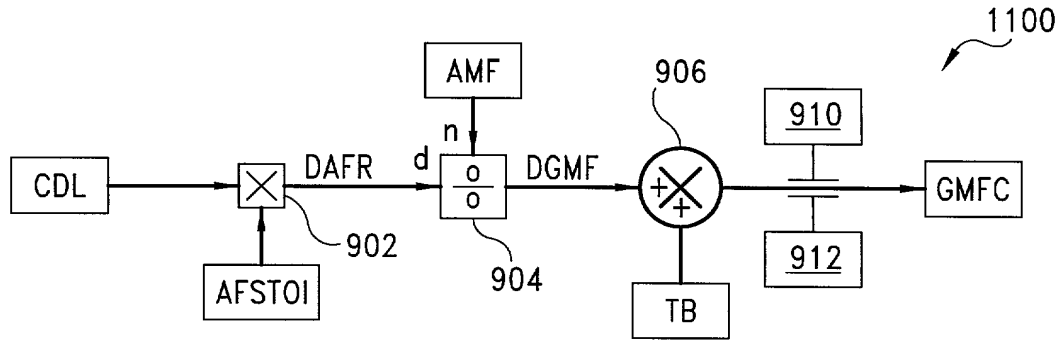 1100
AMF
906
910
n
d
DAFR
DGMF
CDL
GMFC
+
+
902
904
912
AFSTOI
TB